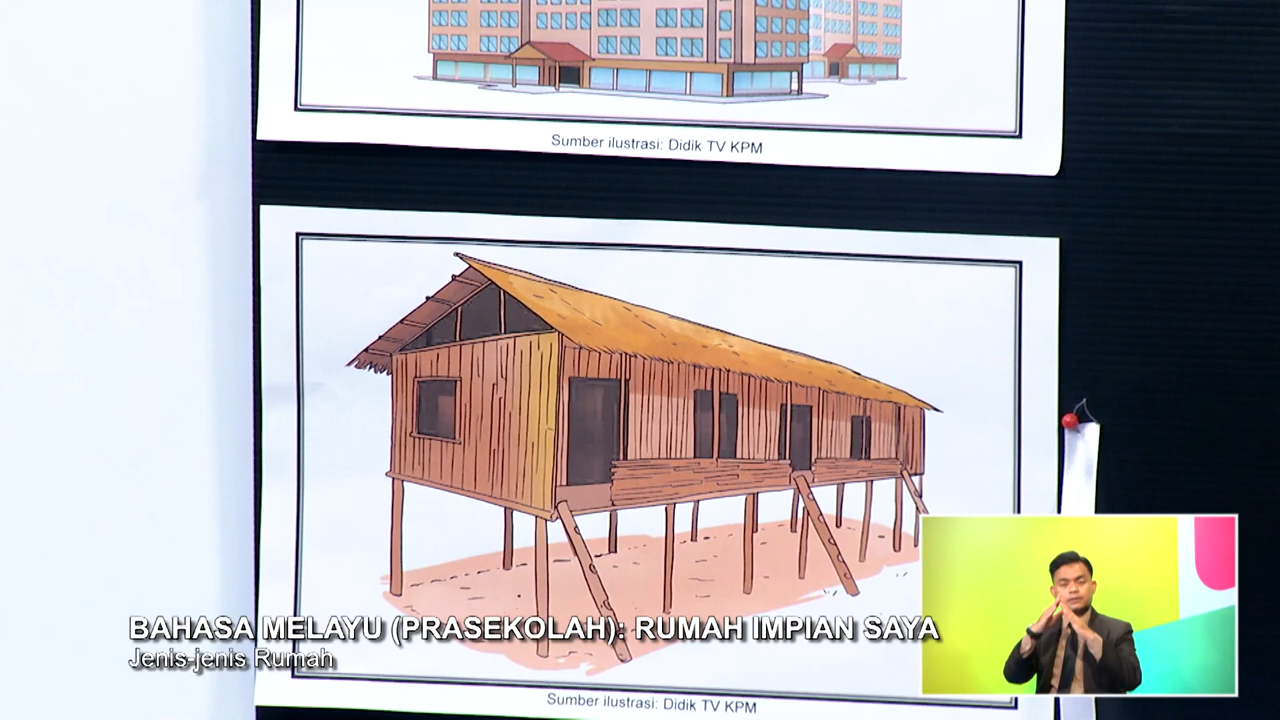 Sumber ilustrasi: Didik TV KPM
BAHASA MELAYU (PRASEKOLAH): RUMAH IMPIAN SAYA
Jenis-jenis Rumah
Sumber ilustrasi: Didik TV KPM